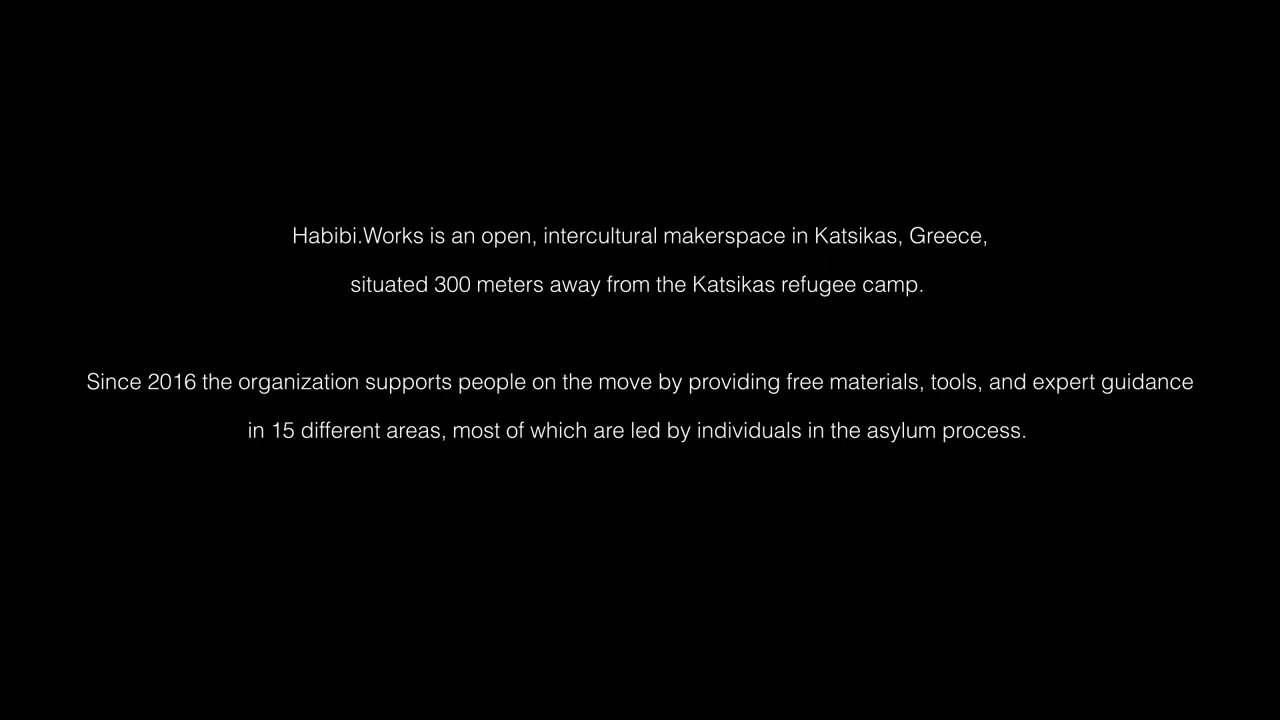 Habibi.Works is an open, intercultural makerspace in Katsikas, Greece,
situated 300 meters away from the Katsikas refugee camp.
Since 2016 the organization supports people on the move by providing free materials, tools, and expert guidance
in 15 different areas, most of which are led by individuals in the asylum process.